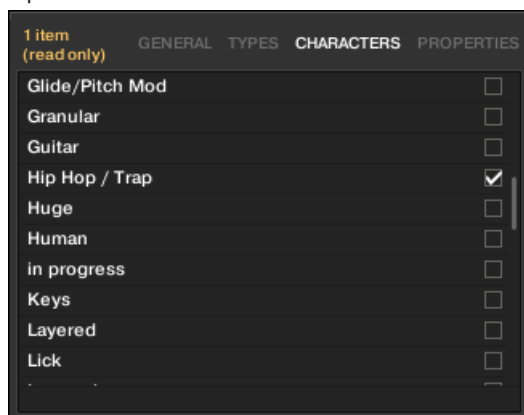 1 item
(read only)
GENERAL TYPES CHARACTERS PROPERTIES
Glide/Pitch Mod
Granular
Guitar
Hip Hop / Trap
Huge
Human
in progress
Keys
Layered
Lick